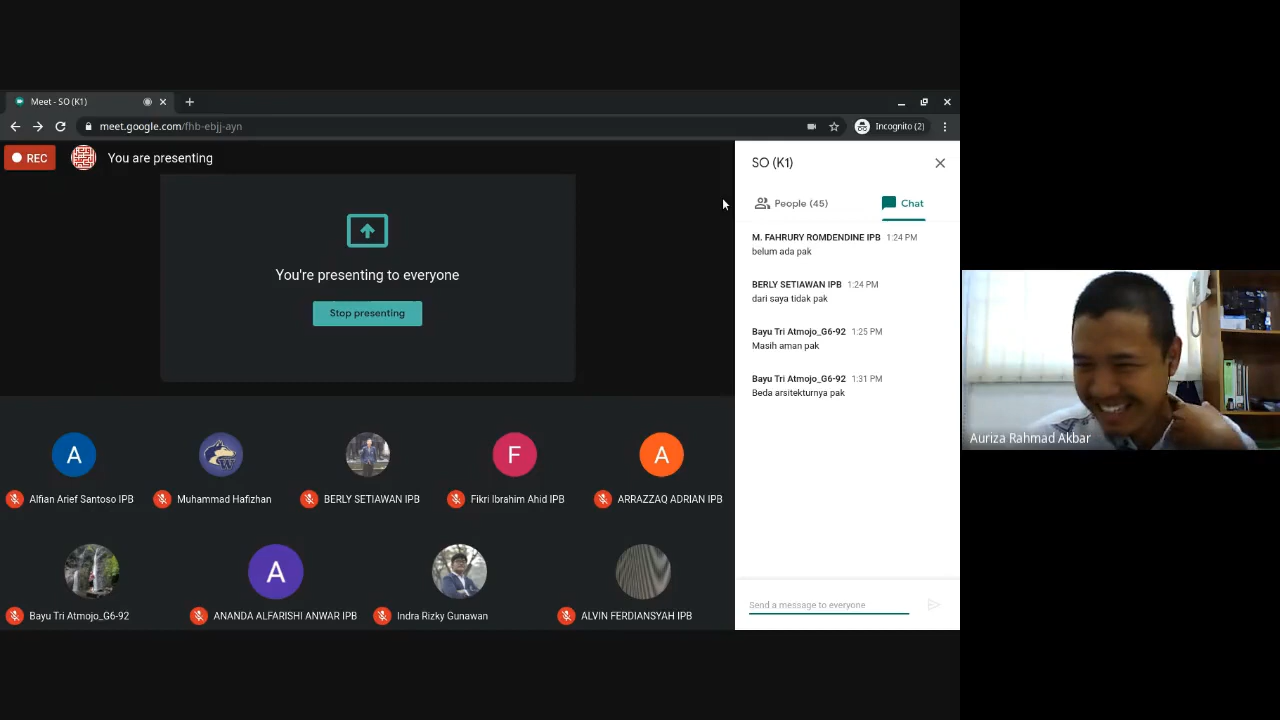 Meet - SO (K1)
meet.google.com/fhb-ebjj-ayn
Incognito (2)
REC
You are presenting
You're presenting to everyone
Stop presenting
SO (K1)
People (45)
Chat
M. FAHRURY ROMDENDINE IPB 1:24 PM
belum ada pak
BERLY SETIAWAN IPB 1:24 PM
dari saya tidak pak
Bayu Tri Atmojo_G6-92 1:25 PM
Masih aman pak
Bayu Tri Atmojo_G6-92 1:31 PM
Beda arsitekturnya pak
Send a message to everyone
A
F
A
Alfian Arief Santoso IPB
Muhammad Hafizhan
BERLY SETIAWAN IPB
Fikri Ibrahim Ahid IPB
ARRAZZAQ ADRIAN IPB
A
Bayu Tri Atmojo_G6-92
ANANDA ALFARISHI ANWAR IPB
Indra Rizky Gunawan
ALVIN FERDIANSYAH IPB
Auriza Rahmad Akbar
W